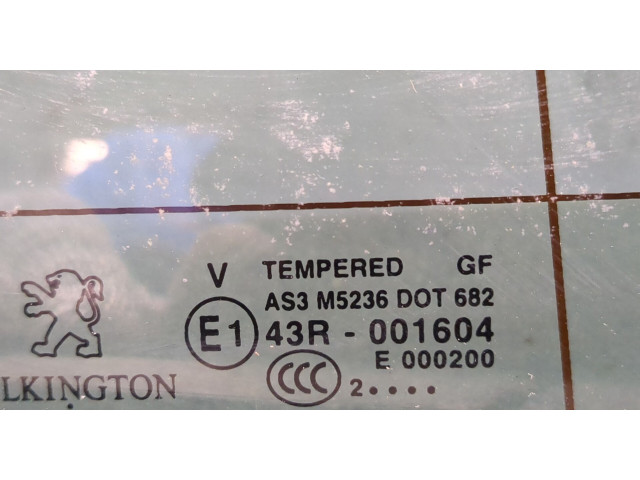 V TEMPERED GF
AS3 M5236 DOT 682
E1 43R - 001604
E 000200
CCC 2••••
LKINGTON